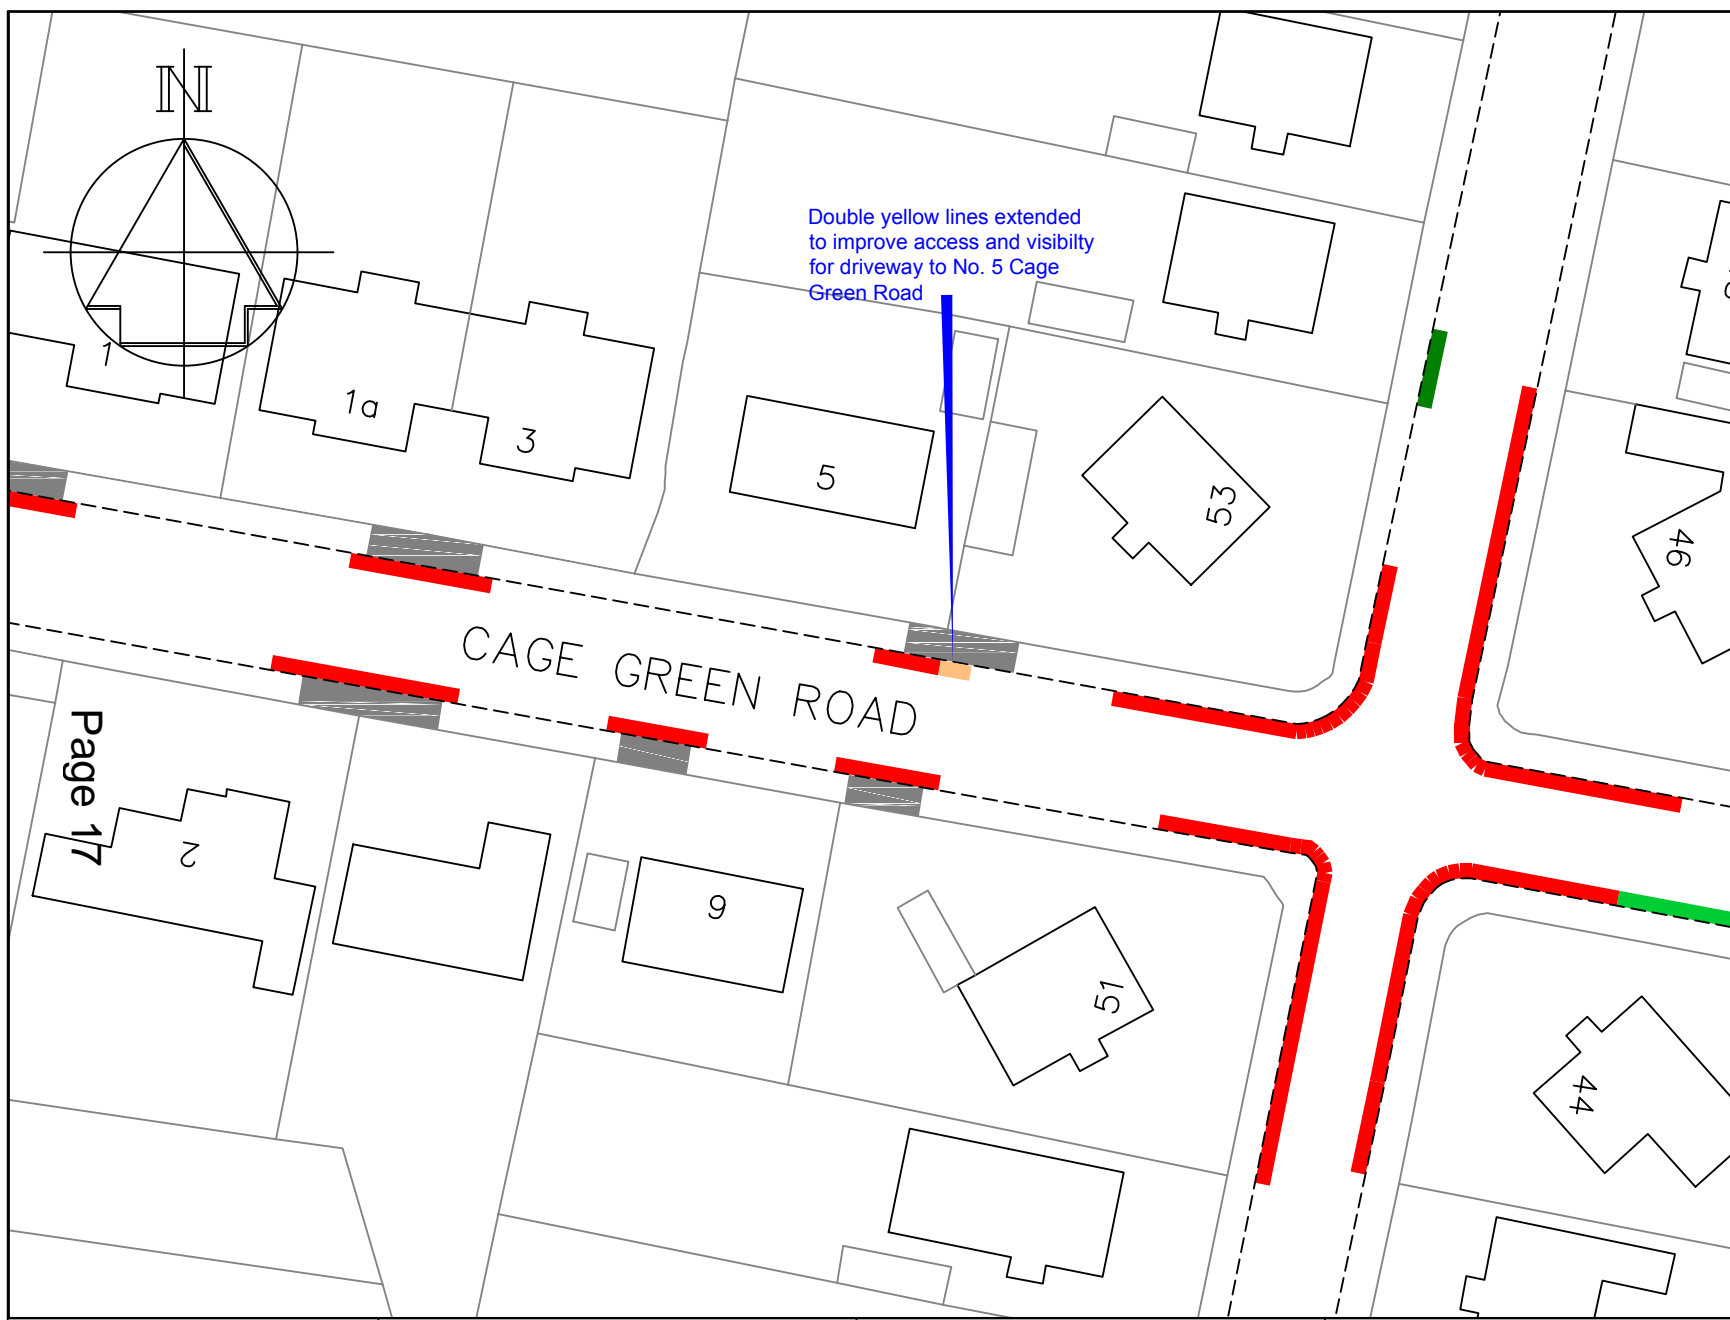 N
Double yellow lines extended
to improve access and visibilty
for driveway to No. 5 Cage
Green Road
1
1a
3
5
53
46
CAGE GREEN ROAD
Page 17
2
6
51
44